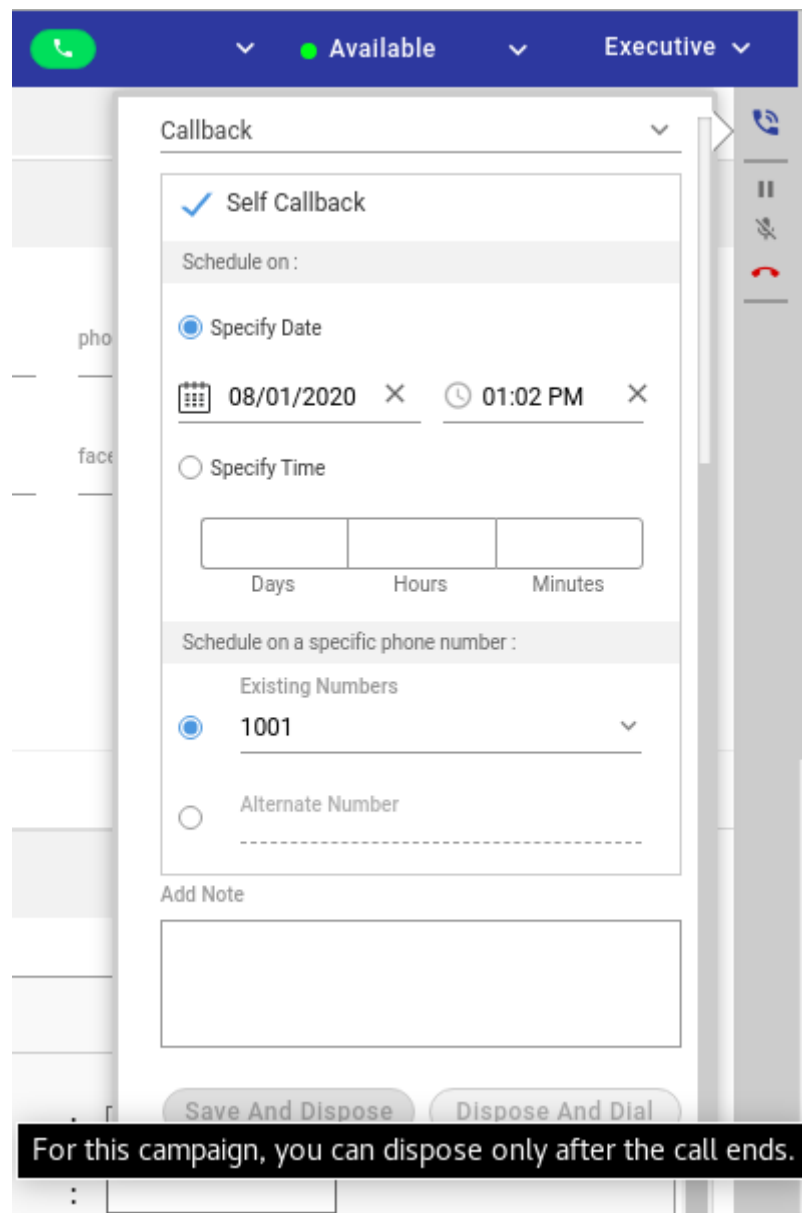 Available
Executive
Callback
Self Callback
Schedule on :
Specify Date
08/01/2020
01:02 PM
Specify Time
Days Hours Minutes
Schedule on a specific phone number :
Existing Numbers
1001
Alternate Number
Add Note
Save And Dispose
Dispose And Dial
For this campaign, you can dispose only after the call ends.
pho
face
:
: